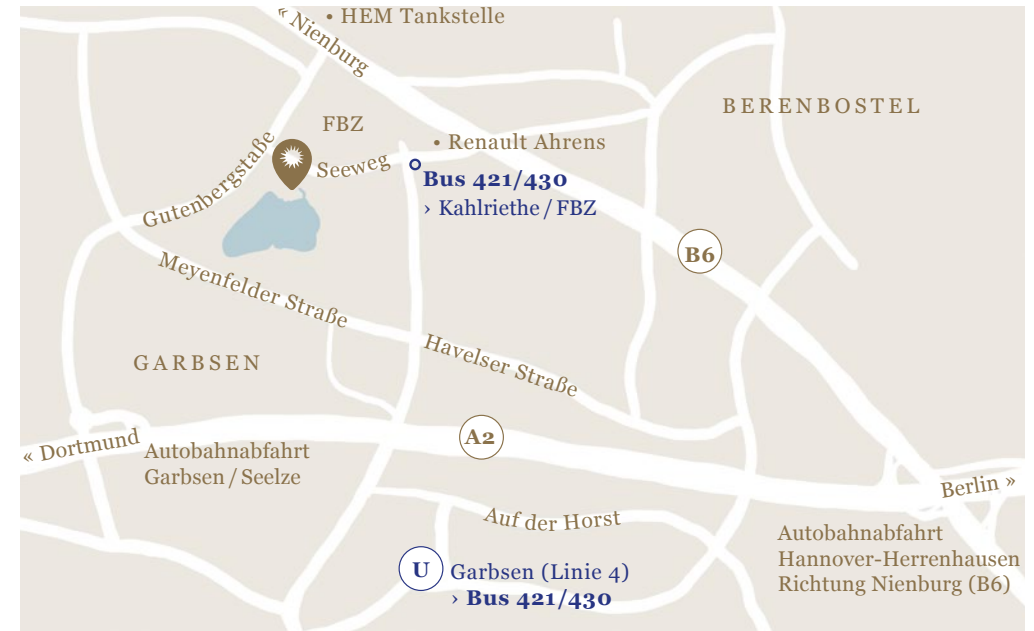 « Nienburg
• HEM Tankstelle
BERENBOSTEL
FBZ
• Renault Ahrens
Gutenbergstaße
Seeweg
Bus 421/430
› Kahlriethe / FBZ
B6
Meyenfelder Straße
Havelser Straße
GARBSEN
A2
« Dortmund
Autobahnabfahrt
Garbsen / Seelze
Berlin »
Auf der Horst
Autobahnabfahrt
Hannover-Herrenhausen
Richtung Nienburg (B6)
U
Garbsen (Linie 4)
› Bus 421/430